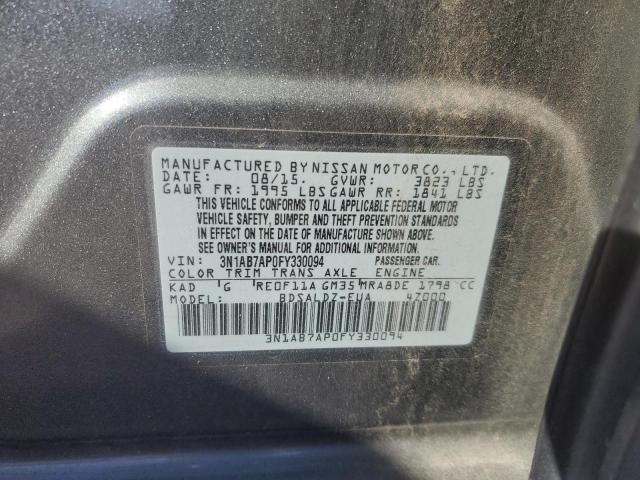 MANUFACTURED BY NISSAN MOTOR CO., LTD.
DATE: 08/15. GVWR: 3823 LBS
GAWR FR: 1995 LBS GAWR RR: 1841 LBS
THIS VEHICLE CONFORMS TO ALL APPLICABLE FEDERAL MOTOR
VEHICLE SAFETY, BUMPER AND THEFT PREVENTION STANDARDS
IN EFFECT ON THE DATE OF MANUFACTURE SHOWN ABOVE.
SEE OWNER'S MANUAL FOR ADDITIONAL INFORMATION.
VIN: 3N1AB7AP0FY330094 PASSENGER CAR.
COLOR TRIM TRANS AXLE ENGINE
KAD G RE0F11A GM35 MRA8DE 1798 CC
MODEL BDSALDZ-EUA 47000
3N1AB7AP0FY330094